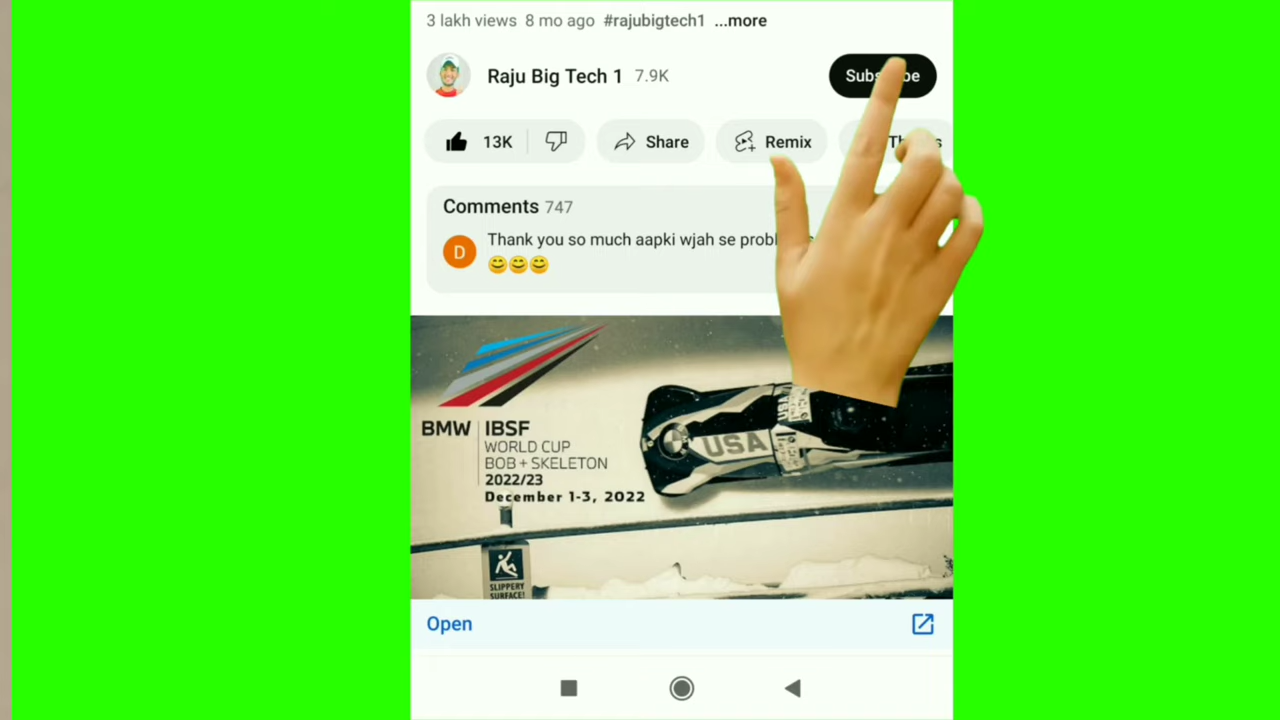 3 lakh views 8 mo ago #rajubigtech1 ...more
Raju Big Tech 1 7.9K
13K
Share
Remix
Comments 747
D
Thank you so much aapki wjah se
😊😊😊
BMW
IBSF
WORLD CUP
BOB + SKELETON
2022/23
December 1-3, 2022
USA
SLIPPERY
SURFACE!
Open